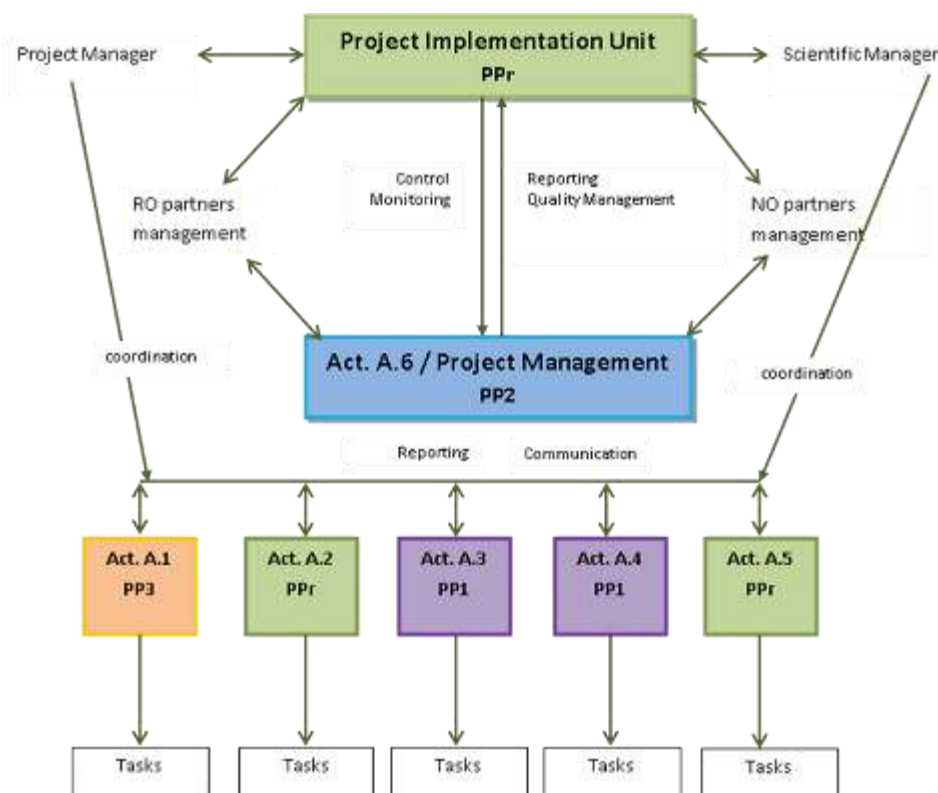 Project Implementation Unit
PPr
Project Manager
Scientific Manager
Control
Monitoring
Reporting
Quality Management
RO partners
management
NO partners
management
Act. A.6 / Project Management
PP2
coordination
coordination
Reporting
Communication
Act. A.1
PP3
Act. A.2
PPr
Act. A.3
PP1
Act. A.4
PP1
Act. A.5
PPr
Tasks
Tasks
Tasks
Tasks
Tasks